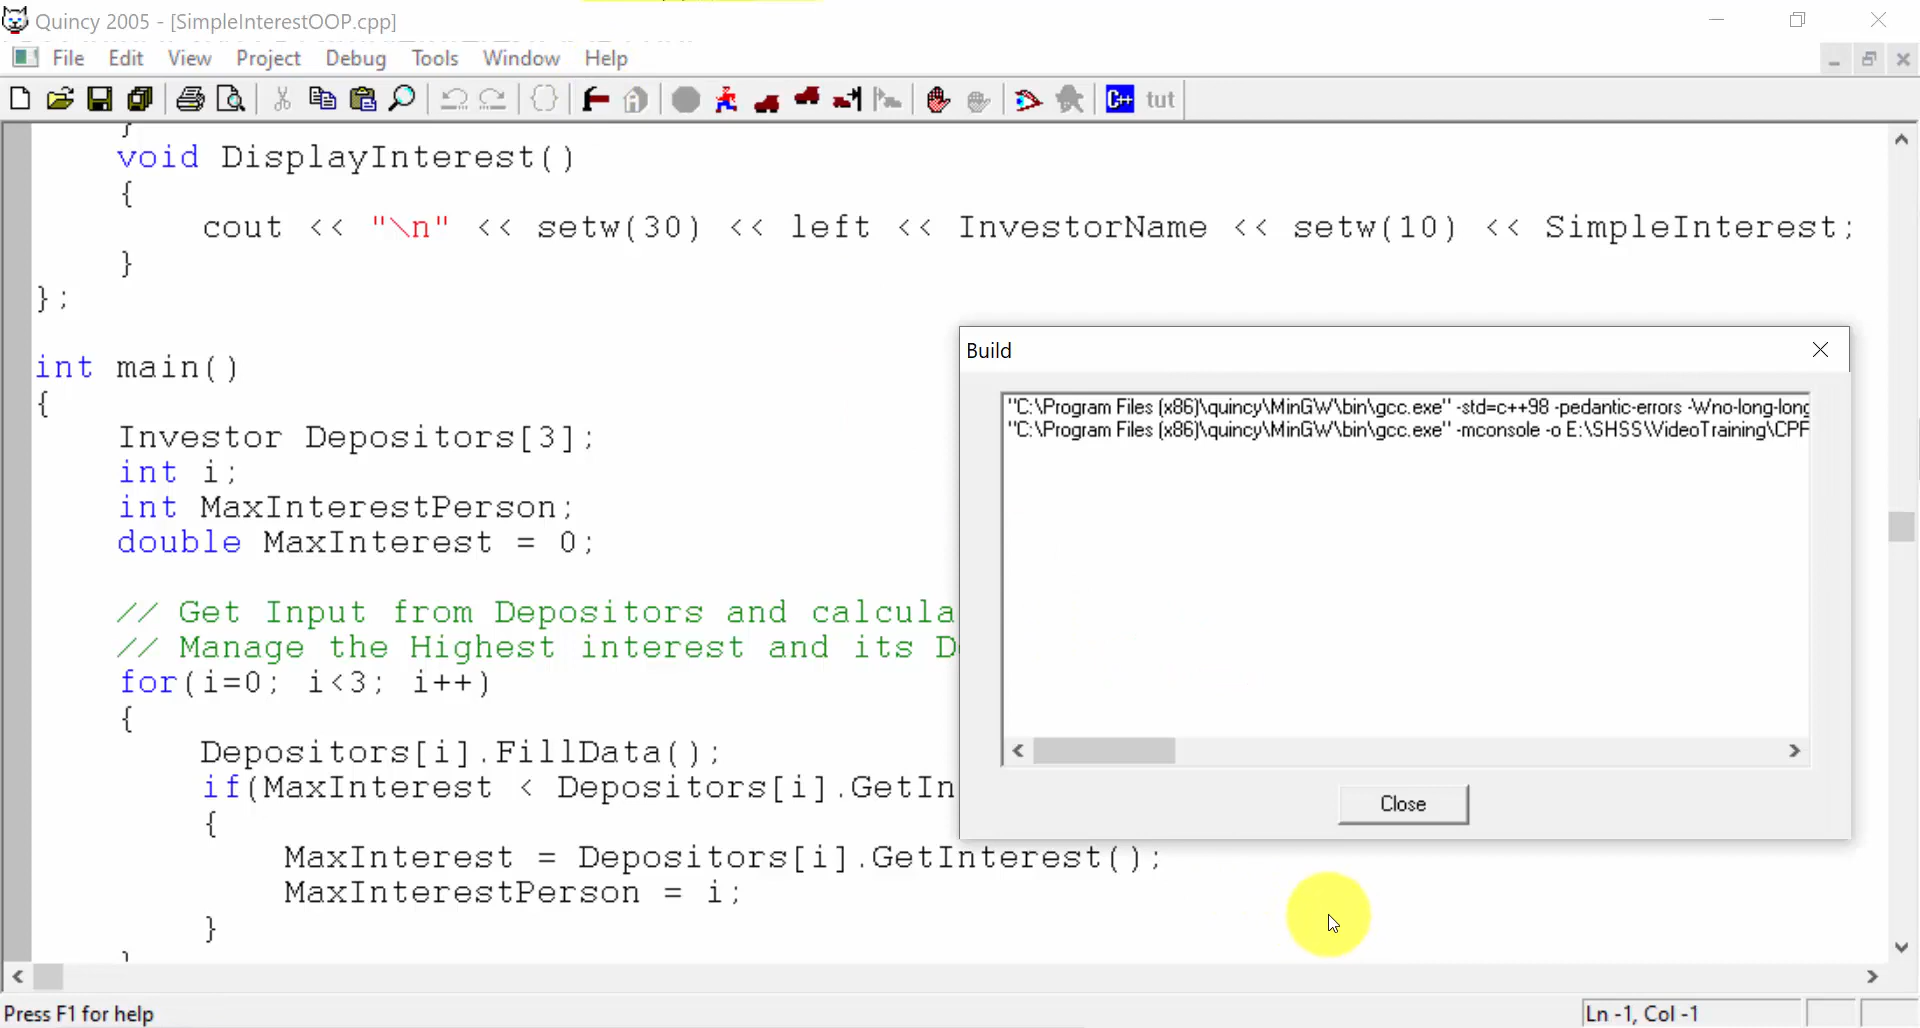 Quincy 2005 - [SimpleInterestOOP.cpp]
File Edit View Project Debug Tools Window Help
C++ tut
}
void DisplayInterest()
{
cout << "\n" << setw(30) << left << InvestorName << setw(10) << SimpleInterest;
}
};
int main()
{
Investor Depositors[3];
int i;
int MaxInterestPerson;
double MaxInterest = 0;
// Get Input from Depositors and calcula
// Manage the Highest interest and its D
for(i=0; i<3; i++)
{
Depositors[i].FillData();
if(MaxInterest < Depositors[i].GetIn
{
MaxInterest = Depositors[i].GetInterest();
MaxInterestPerson = i;
}
Build
"C:\Program Files (x86)\quincy\MinGW\bin\gcc.exe" -std=c++98 -pedantic-errors -Wno-long-long
"C:\Program Files (x86)\quincy\MinGW\bin\gcc.exe" -mconsole -o E:\SHSS\VideoTraining\CPF
Close
Press F1 for help
Ln -1, Col -1